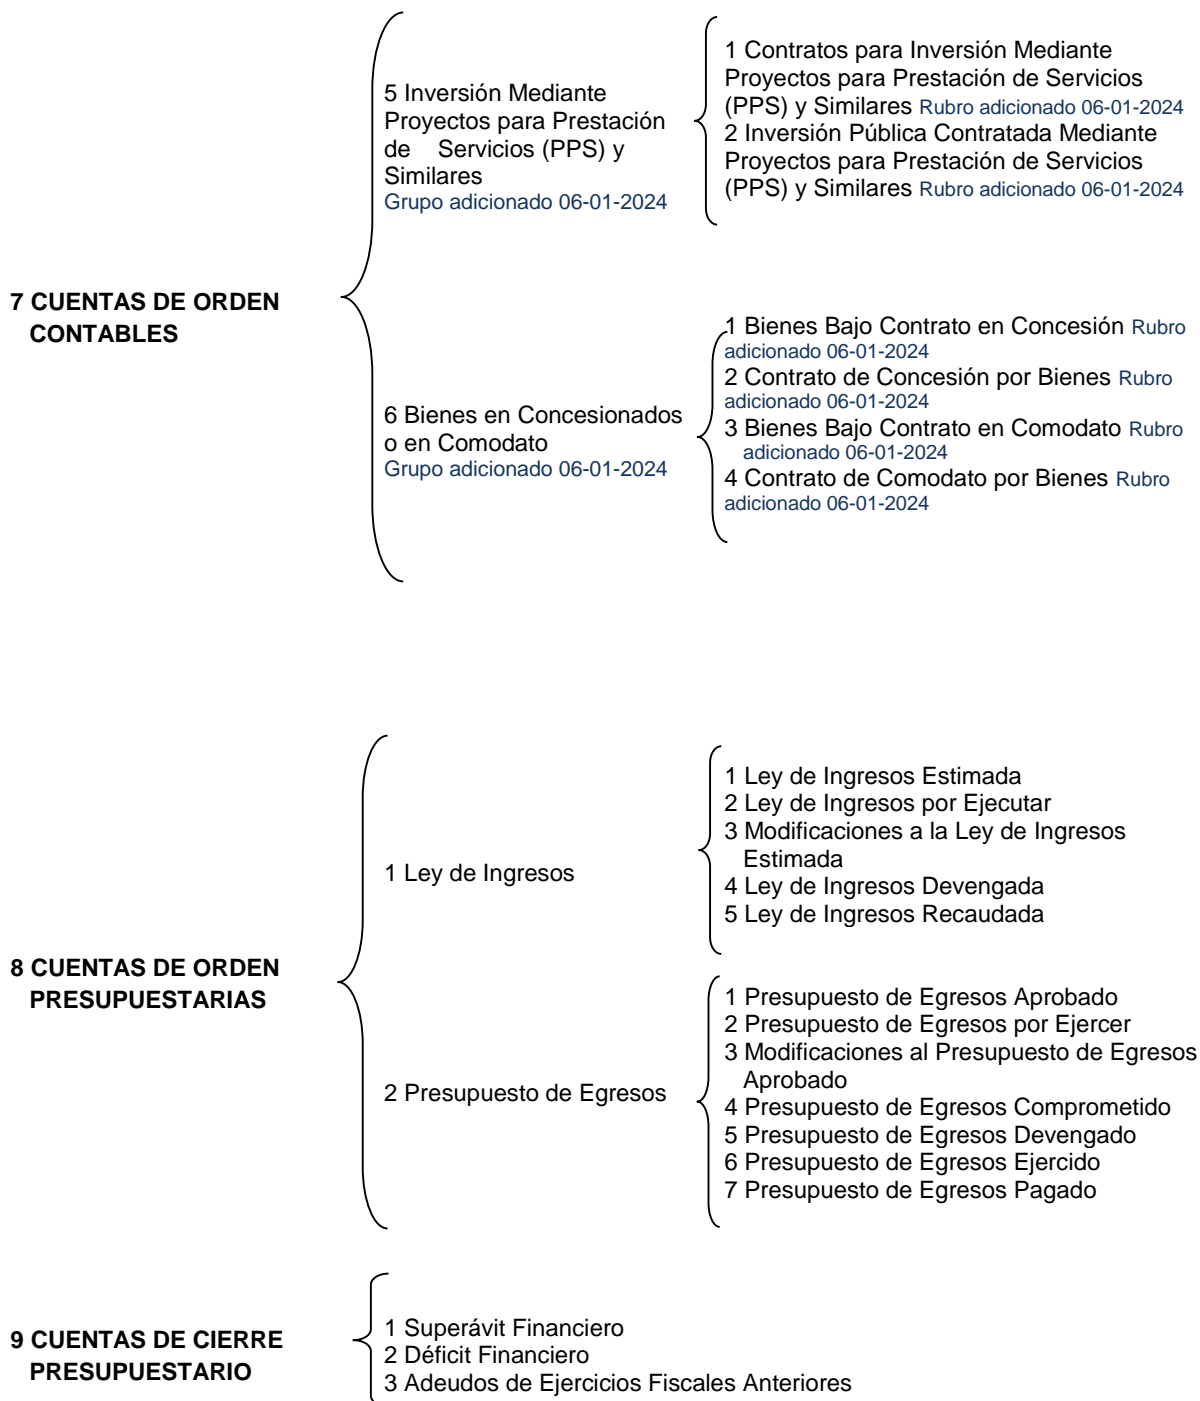 7 CUENTAS DE ORDEN
CONTABLES
5 Inversión Mediante
Proyectos para Prestación
de Servicios (PPS) y
Similares
Grupo adicionado 06-01-2024
1 Contratos para Inversión Mediante
Proyectos para Prestación de Servicios
(PPS) y Similares Rubro adicionado 06-01-2024
2 Inversión Pública Contratada Mediante
Proyectos para Prestación de Servicios
(PPS) y Similares Rubro adicionado 06-01-2024
6 Bienes en Concesionados
o en Comodato
Grupo adicionado 06-01-2024
1 Bienes Bajo Contrato en Concesión Rubro
adicionado 06-01-2024
2 Contrato de Concesión por Bienes Rubro
adicionado 06-01-2024
3 Bienes Bajo Contrato en Comodato Rubro
adicionado 06-01-2024
4 Contrato de Comodato por Bienes Rubro
adicionado 06-01-2024
8 CUENTAS DE ORDEN
PRESUPUESTARIAS
1 Ley de Ingresos
1 Ley de Ingresos Estimada
2 Ley de Ingresos por Ejecutar
3 Modificaciones a la Ley de Ingresos
Estimada
4 Ley de Ingresos Devengada
5 Ley de Ingresos Recaudada
2 Presupuesto de Egresos
1 Presupuesto de Egresos Aprobado
2 Presupuesto de Egresos por Ejercer
3 Modificaciones al Presupuesto de Egresos
Aprobado
4 Presupuesto de Egresos Comprometido
5 Presupuesto de Egresos Devengado
6 Presupuesto de Egresos Ejercido
7 Presupuesto de Egresos Pagado
9 CUENTAS DE CIERRE
PRESUPUESTARIO
1 Superávit Financiero
2 Déficit Financiero
3 Adeudos de Ejercicios Fiscales Anteriores